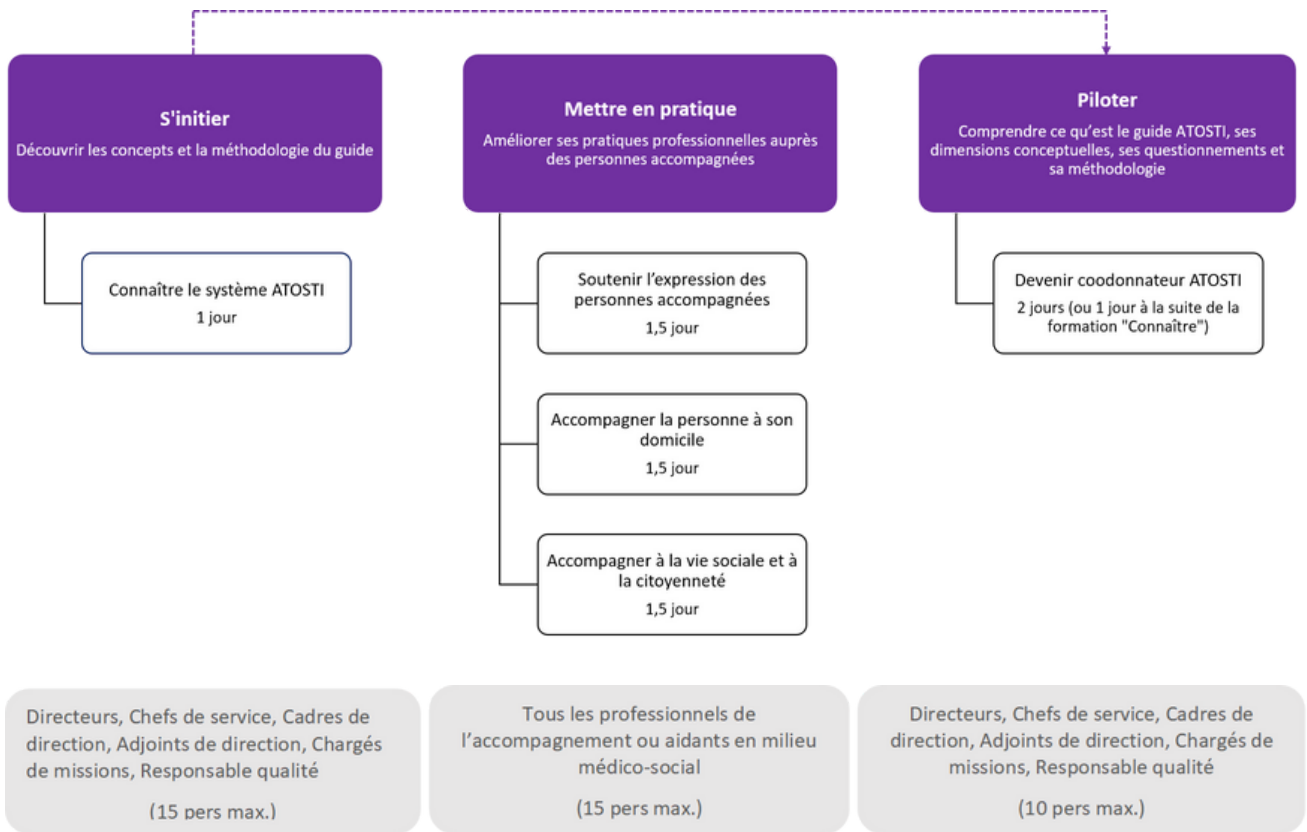 S'initier
Découvrir les concepts et la méthodologie du guide
Connaître le système ATOSTI
1 jour
Mettre en pratique
Améliorer ses pratiques professionnelles auprès
des personnes accompagnées
Soutenir l'expression des
personnes accompagnées
1,5 jour
Accompagner la personne à son
domicile
1,5 jour
Accompagner à la vie sociale et à
la citoyenneté
1,5 jour
Piloter
Comprendre ce qu'est le guide ATOSTI, ses
dimensions conceptuelles, ses questionnements et
sa méthodologie
Devenir coodonnateur ATOSTI
2 jours (ou 1 jour à la suite de la
formation "Connaître")
Directeurs, Chefs de service, Cadres de
direction, Adjoints de direction, Chargés
de missions, Responsable qualité
(15 pers max.)
Tous les professionnels de
l'accompagnement ou aidants en milieu
médico-social
(15 pers max.)
Directeurs, Chefs de service, Cadres de
direction, Adjoints de direction, Chargés de
missions, Responsable qualité
(10 pers max.)